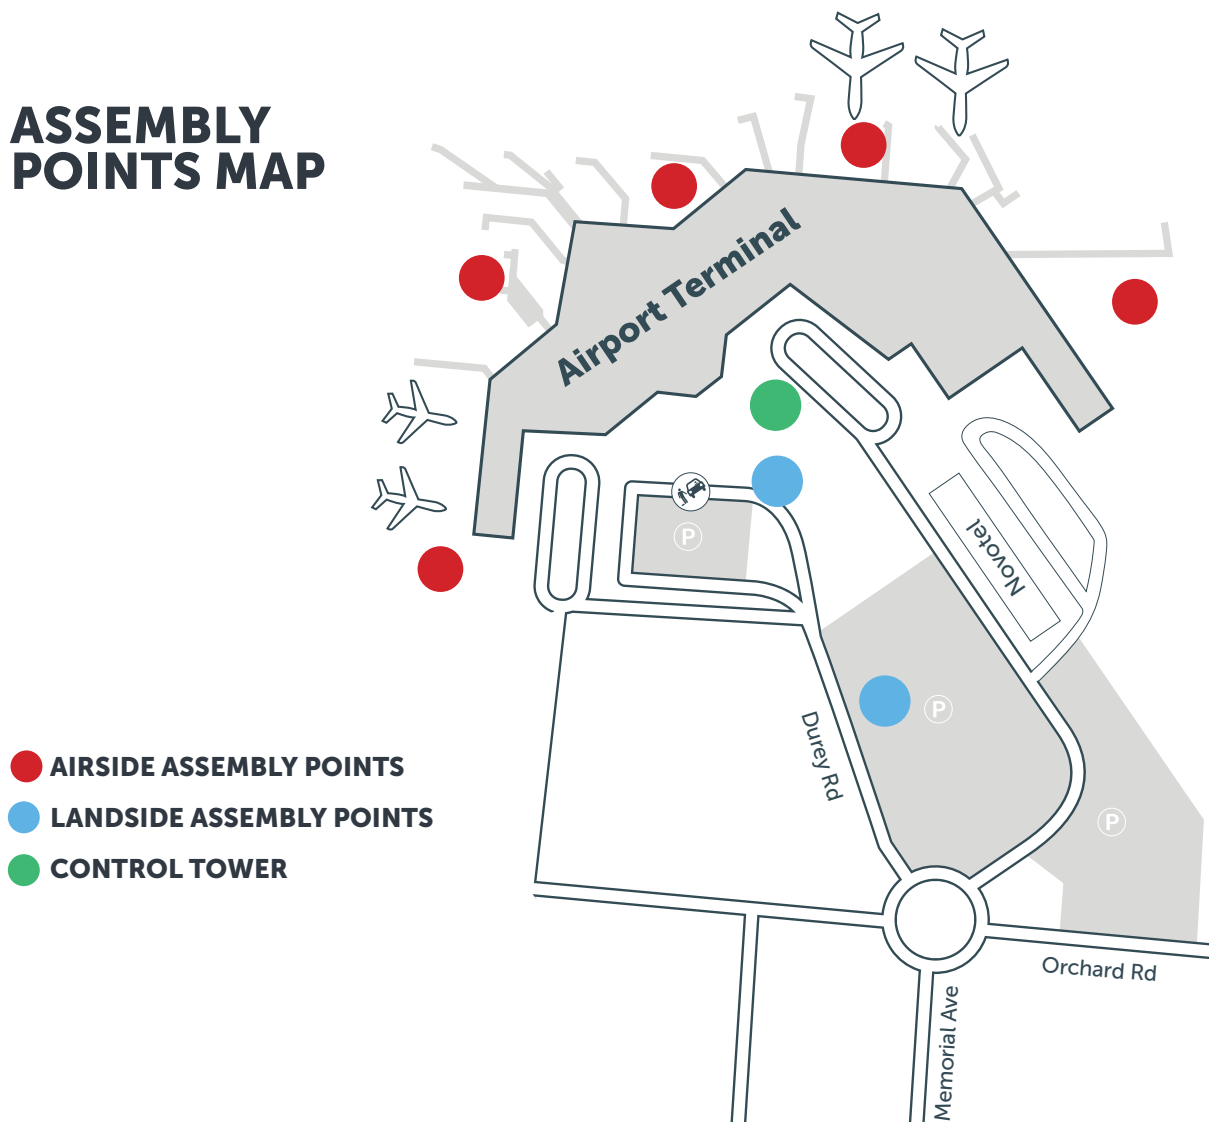 ASSEMBLY
POINTS MAP
Airport Terminal
P
Novotel
P
Durey Rd
AIRSIDE ASSEMBLY POINTS
LANDSIDE ASSEMBLY POINTS
P
CONTROL TOWER
Orchard Rd
Memorial Ave